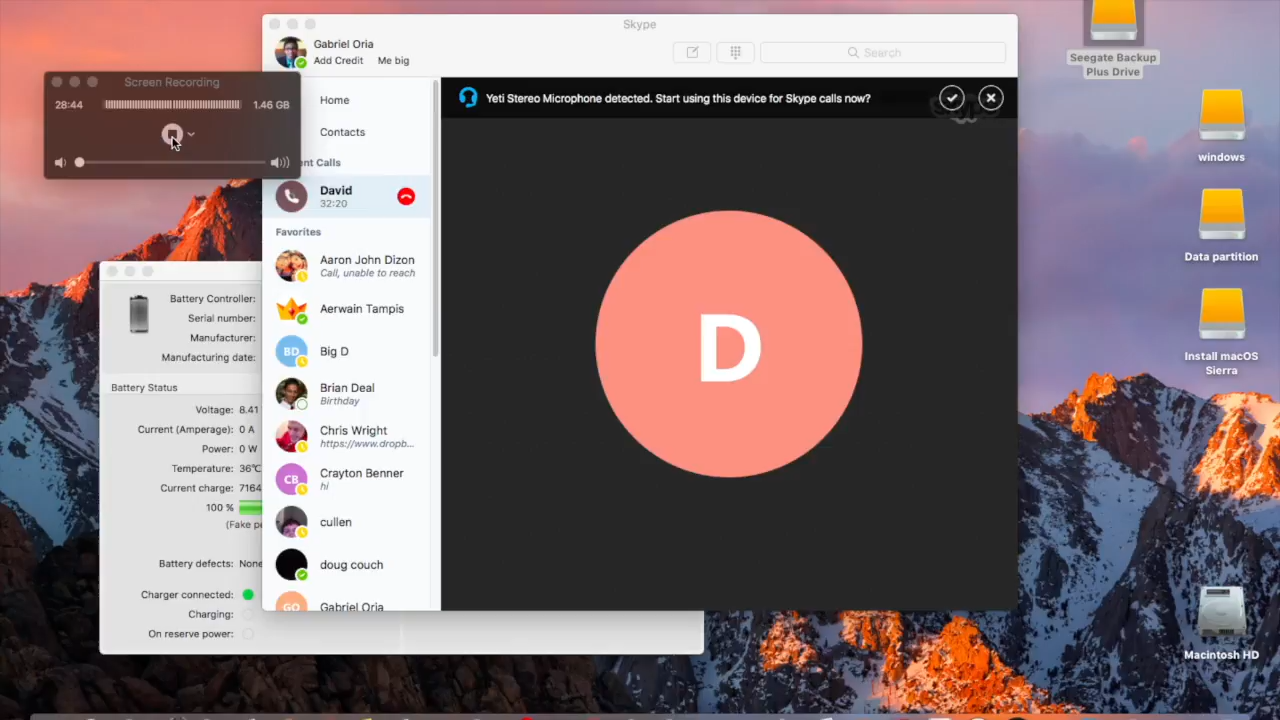 Skype
Gabriel Oria
Add Credit Me big
Search
Screen Recording
28:44 1.46 GB
Home
Contacts
nt Calls
David
32:20
Favorites
Aaron John Dizon
Call, unable to reach
Aerwain Tampis
BD Big D
Brian Deal
Birthday
Chris Wright
https://www.dropb...
CB Crayton Benner
hi
cullen
doug couch
GO Gabriel Oria
Yeti Stereo Microphone detected. Start using this device for Skype calls now?
D
Battery Controller:
Serial number:
Manufacturer:
Manufacturing date:
Battery Status
Voltage: 8.41
Current (Amperage): 0 A
Power: 0 W
Temperature: 36°C
Current charge: 7164
100 %
(Fake pe
Battery defects: None
Charger connected:
Charging:
On reserve power:
Seegate Backup
Plus Drive
windows
Data partition
Install macOS
Sierra
Macintosh HD